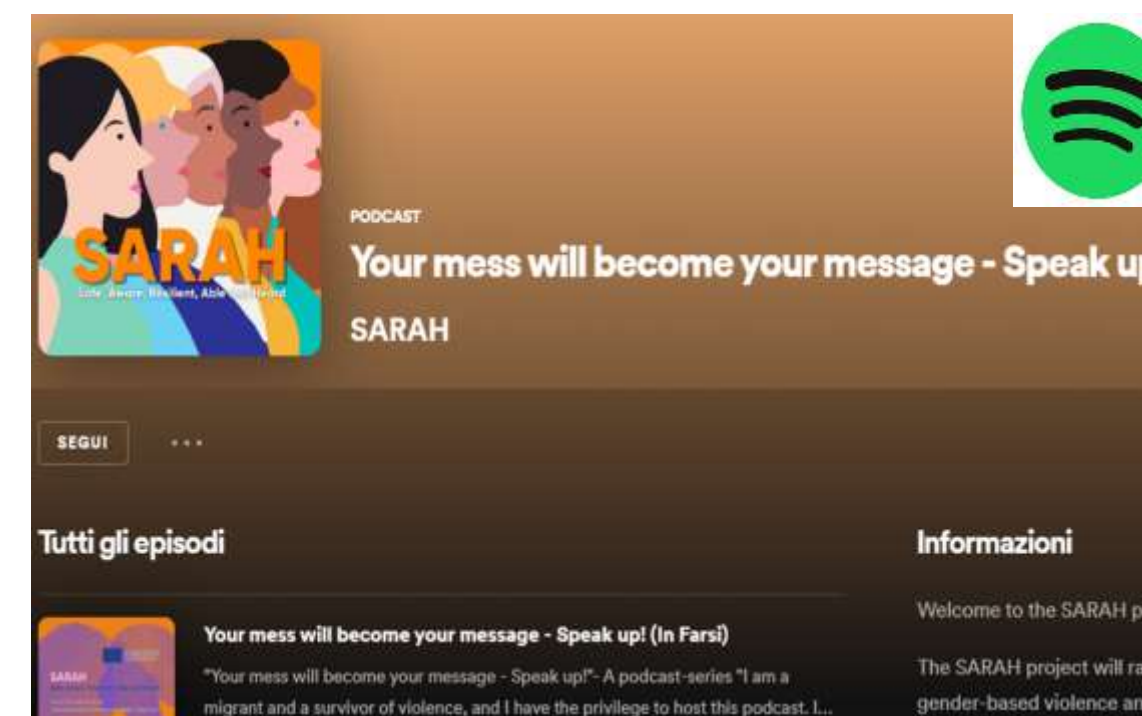 SARAH
Safe, Aware, Resilient, Able Heard
PODCAST
Your mess will become your message - Speak up
SARAH
SEGUI
Tutti gli episodi
Informazioni
Welcome to the SARAH p
Your mess will become your message - Speak up! (In Farsi)
"Your mess will become your message - Speak up!"- A podcast-series "I am a
migrant and a survivor of violence, and I have the privilege to host this podcast. I...
The SARAH project will ra
gender-based violence an
SARAH